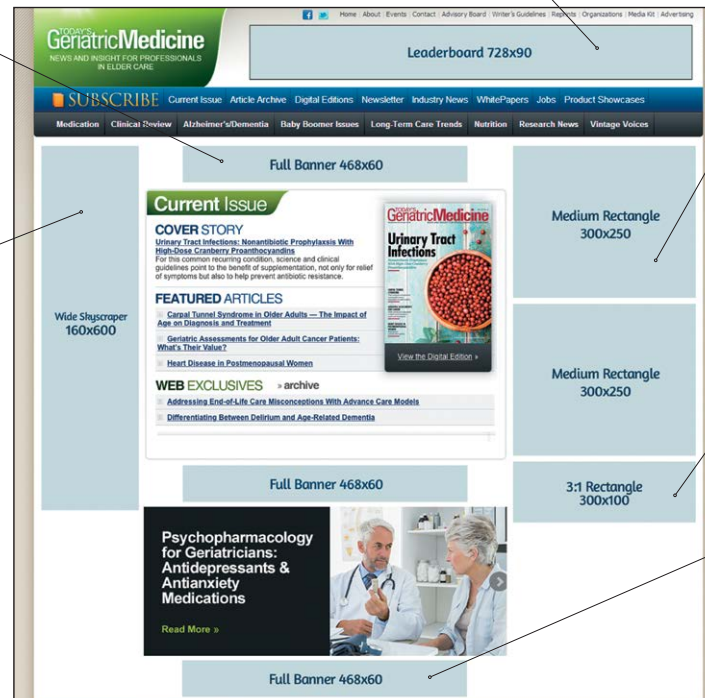 Home | About | Events | Contact | Advisory Board | Writer's Guidelines | Reprints | Organizations | Media Kit | Advertising
TODAY'S
GeriatricMedicine
NEWS AND INSIGHT FOR PROFESSIONALS
IN ELDER CARE
Leaderboard 728x90
SUBSCRIBE Current Issue Article Archive Digital Editions Newsletter Industry News WhitePapers Jobs Product Showcases
Medication Clinical Review Alzheimer's/Dementia Baby Boomer Issues Long-Term Care Trends Nutrition Research News Vintage Voices
Full Banner 468x60
Wide Skyscraper
160x600
Current Issue
COVER STORY
Urinary Tract Infections: Nonantibiotic Prophylaxsis With
High-Dose Cranberry Proanthocyandins
For this common recurring condition, science and clinical
guidelines point to the benefit of supplementation, not only for relief
of symptoms but also to help prevent antibiotic resistance.
FEATURED ARTICLES
Carpal Tunnel Syndrome in Older Adults — The Impact of
Age on Diagnosis and Treatment
Geriatric Assessments for Older Adult Cancer Patients:
What's Their Value?
Heart Disease in Postmenopausal Women
WEB EXCLUSIVES » archive
Addressing End-of-Life Care Misconceptions With Advance Care Models
Differentiating Between Delirium and Age-Related Dementia
TODAY'S
GeriatricMedicine
Urinary Tract
Infections
View the Digital Edition »
Medium Rectangle
300x250
Medium Rectangle
300x250
3:1 Rectangle
300x100
Full Banner 468x60
Psychopharmacology
for Geriatricians:
Antidepressants &
Antianxiety
Medications
Read More »
Full Banner 468x60